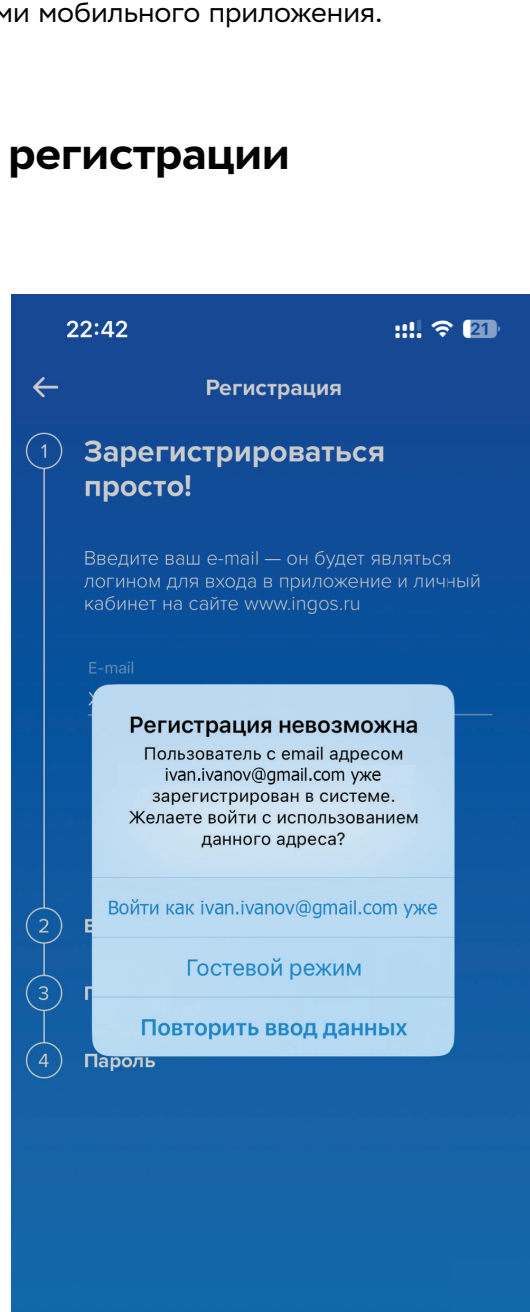 ми мобильного приложения.
регистрации
22:42
21
Регистрация
1
Зарегистрироваться
просто!
Введите ваш e-mail — он будет являться
логином для входа в приложение и личный
кабинет на сайте www.ingos.ru
E-mail
Регистрация невозможна
Пользователь с email адресом
ivan.ivanov@gmail.com уже
зарегистрирован в системе.
Желаете войти с использованием
данного адреса?
Войти как ivan.ivanov@gmail.com уже
2
Гостевой режим
3
Повторить ввод данных
4
Пароль